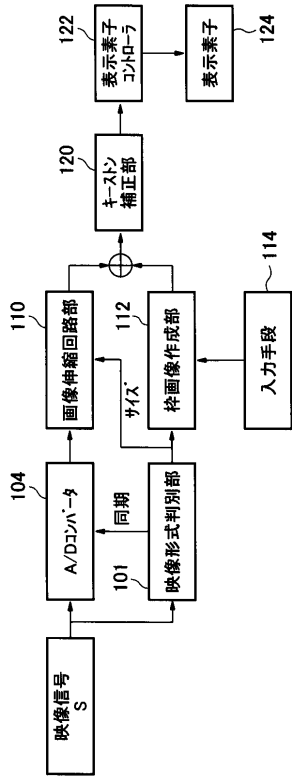 映像信号
S
104
A/Dコンバータ
同期
101
映像形式判別部
110
画像伸縮回路部
サイズ
112
枠画像作成部
114
入力手段
120
キーストン
補正部
122
表示素子
コントローラ
124
表示素子